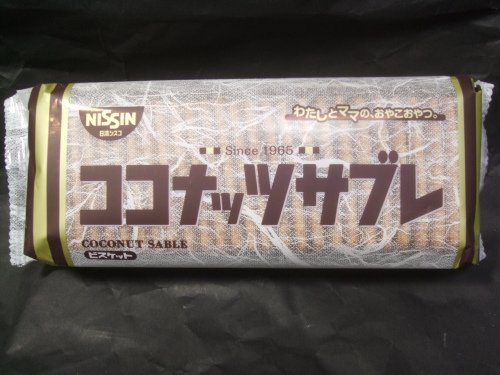 NISSIN
日清シスコ
わたしとママの、おやこおやつ。
Since 1965
ココナッツサブレ
COCONUT SABLE
ビスケット